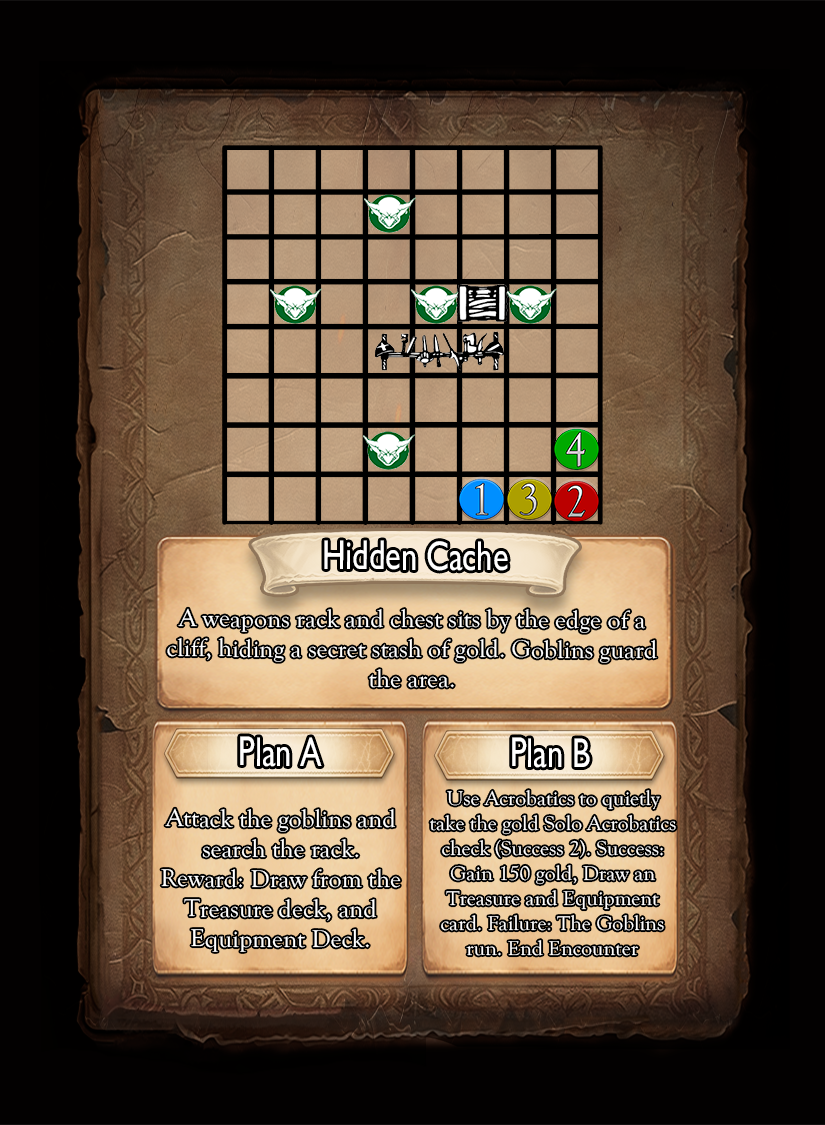 4
1 3 2
Hidden Cache
A weapons rack and chest sits by the edge of a
cliff, hiding a secret stash of gold. Goblins guard
the area.
Plan A
Attack the goblins and
search the rack.
Reward: Draw from the
Treasure deck, and
Equipment Deck.
Plan B
Use Acrobatics to quietly
take the gold Solo Acrobatics
check (Success 2). Success:
Gain 150 gold, Draw an
Treasure and Equipment
card. Failure: The Goblins
run. End Encounter